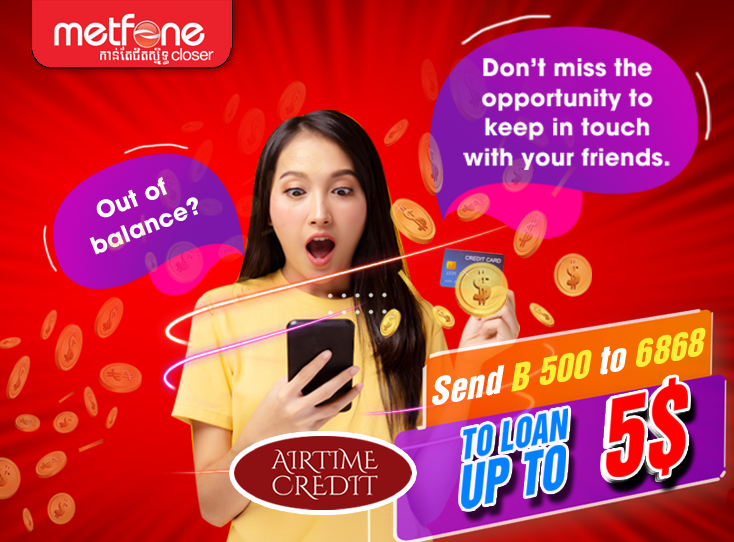 metfone
កាន់តែជិតស្និទ្ធ closer
Don't miss the
opportunity to
keep in touch
with your friends.
Out of
balance?
CREDIT CARD
Send B 500 to 6868
TO LOAN
UP TO
5$
AIRTIME
CREDIT